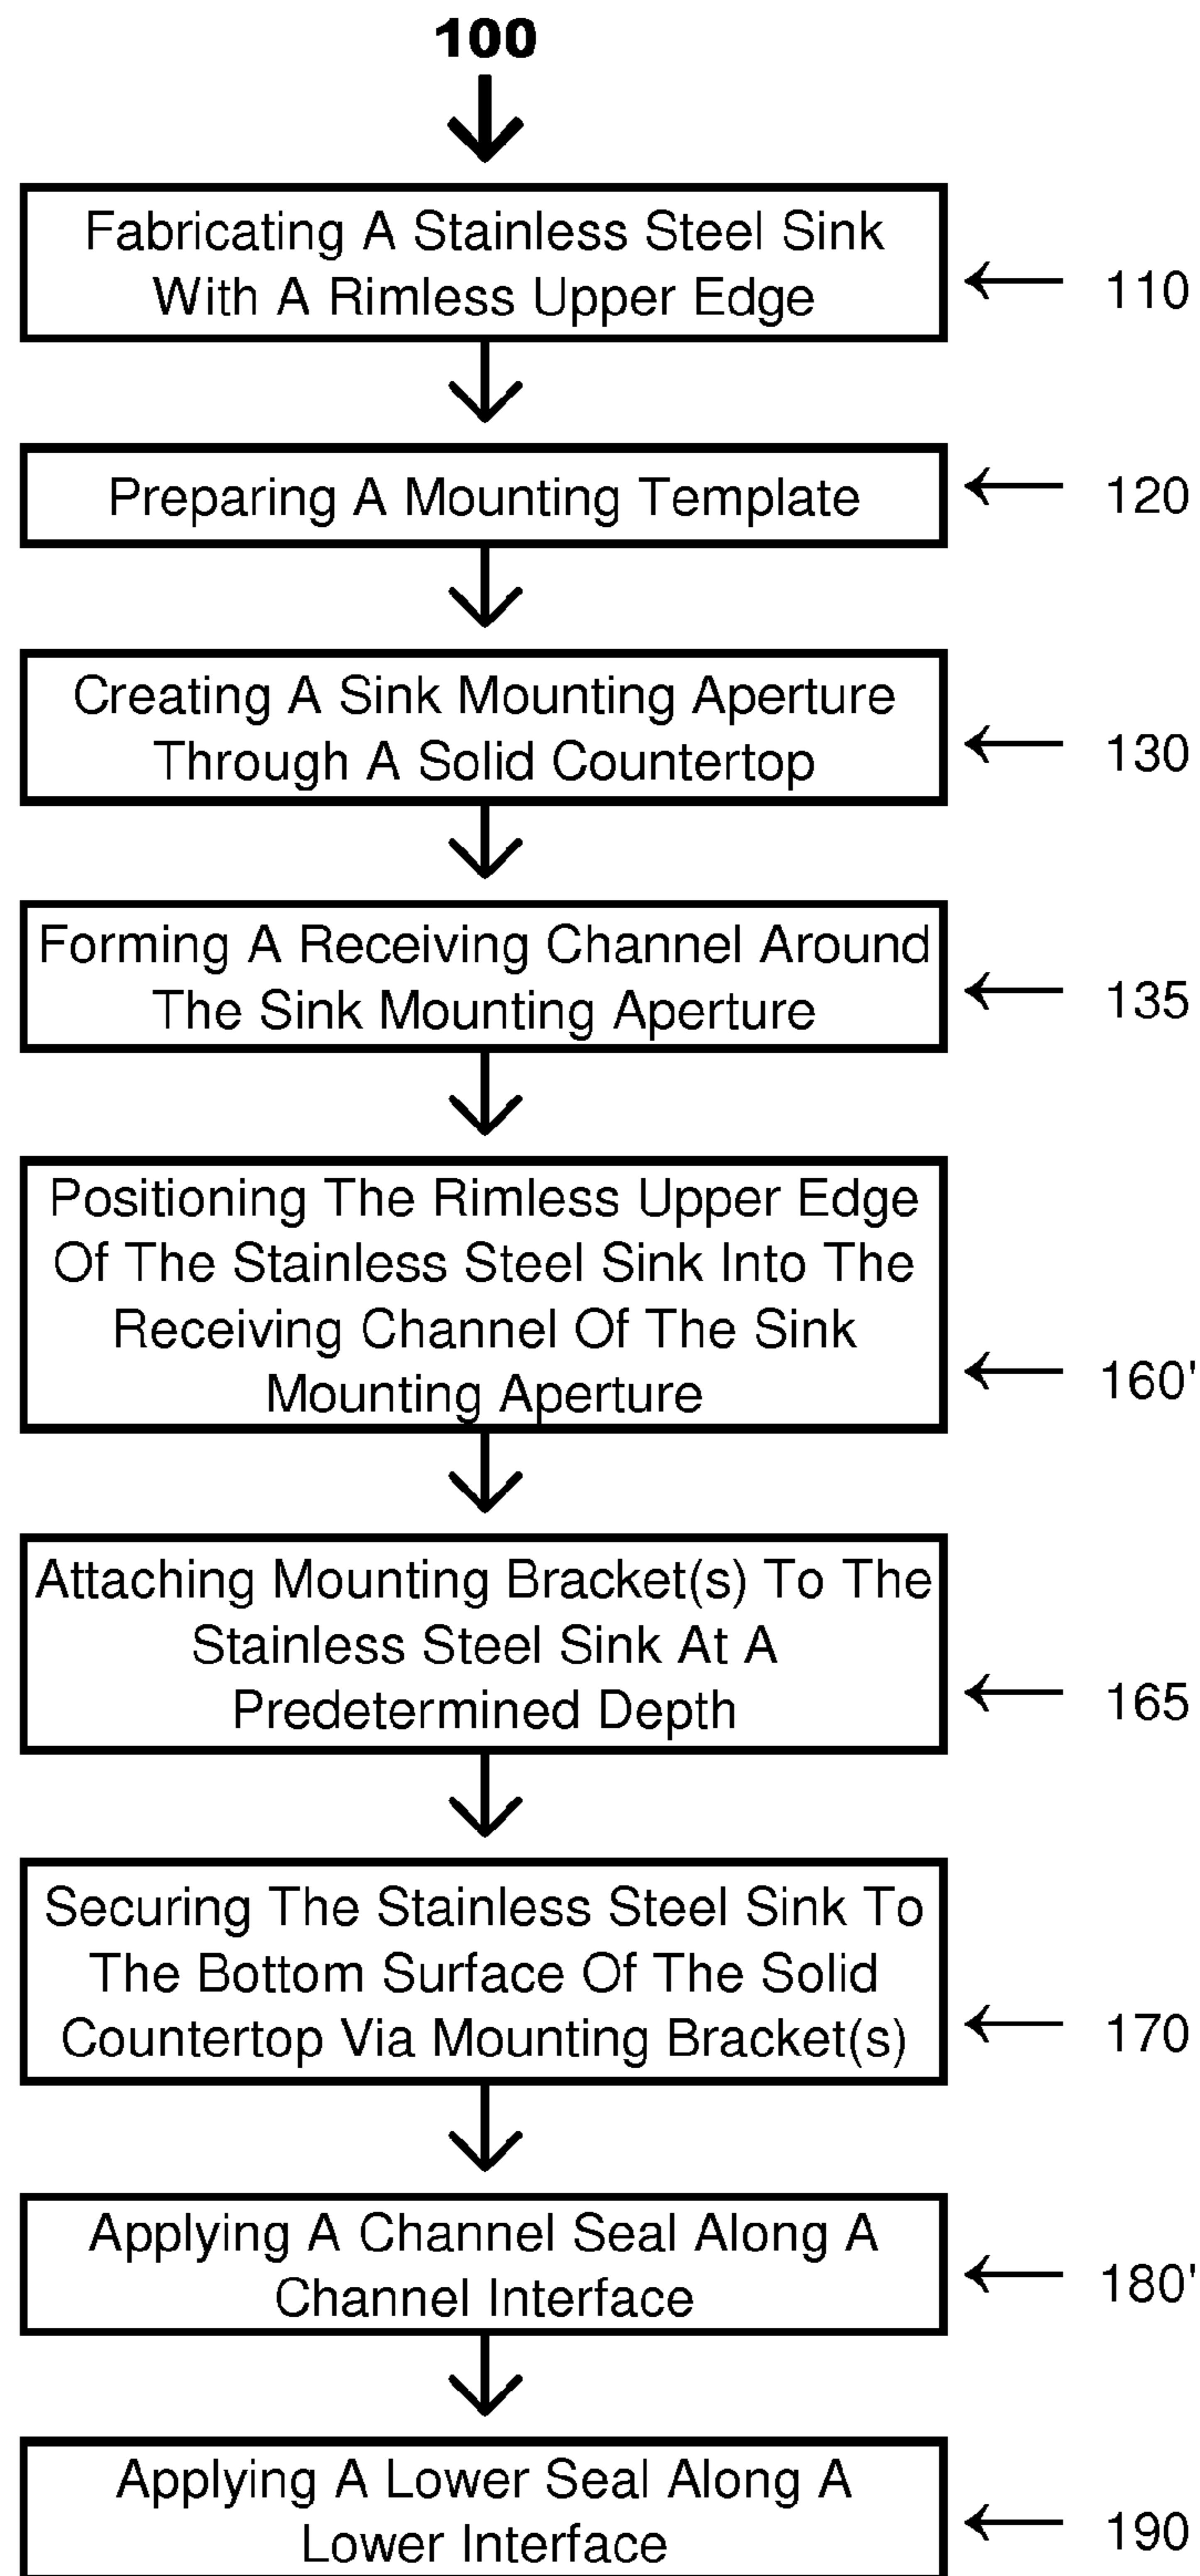 100
Fabricating A Stainless Steel Sink
With A Rimless Upper Edge
110
Preparing A Mounting Template
120
Creating A Sink Mounting Aperture
Through A Solid Countertop
130
Forming A Receiving Channel Around
The Sink Mounting Aperture
135
Positioning The Rimless Upper Edge
Of The Stainless Steel Sink Into The
Receiving Channel Of The Sink
Mounting Aperture
160'
Attaching Mounting Bracket(s) To The
Stainless Steel Sink At A
Predetermined Depth
165
Securing The Stainless Steel Sink To
The Bottom Surface Of The Solid
Countertop Via Mounting Bracket(s)
170
Applying A Channel Seal Along A
Channel Interface
180'
Applying A Lower Seal Along A
Lower Interface
190